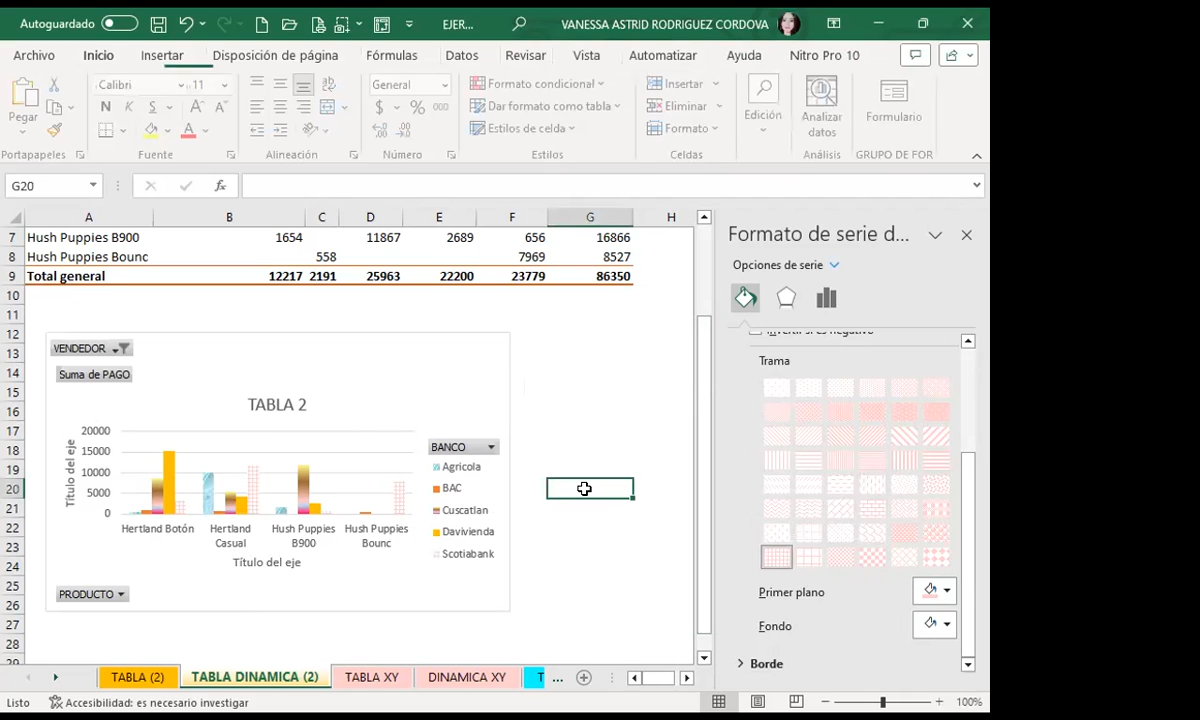 Autoguardado EJER... VANESSA ASTRID RODRIGUEZ CORDOVA
Archivo Inicio Insertar Disposición de página Fórmulas Datos Revisar Vista Automatizar Ayuda Nitro Pro 10
Pegar
Calibri 11
N K S A A
A
General
$ % 000
Formato condicional
Dar formato como tabla
Estilos de celda
Insertar
Eliminar
Formato
Edición
Analizar datos
Formulario
Portapapeles Fuente Alineación Número Estilos Celdas Análisis GRUPO DE FOR
G20 fx
A B C D E F G H
7 Hush Puppies B900 1654 11867 2689 656 16866
8 Hush Puppies Bounc 558 7969 8527
9 Total general 12217 2191 25963 22200 23779 86350
10
11
12
13
14
15
16
17
18
19
20
21
22
23
24
25
26
27
28
29
VENDEDOR
Suma de PAGO
TABLA 2
20000
15000
10000
5000
0
Título del eje
Hertland Botón
Hertland Casual
Hush Puppies B900
Hush Puppies Bounc
Título del eje
BANCO
Agricola
BAC
Cuscatlan
Davivienda
Scotiabank
PRODUCTO
Formato de serie d...
Opciones de serie
Invertir si es negativo
Trama
Primer plano
Fondo
Borde
TABLA (2) TABLA DINAMICA (2) TABLA XY DINAMICA XY T ...
Listo Accesibilidad: es necesario investigar 100%